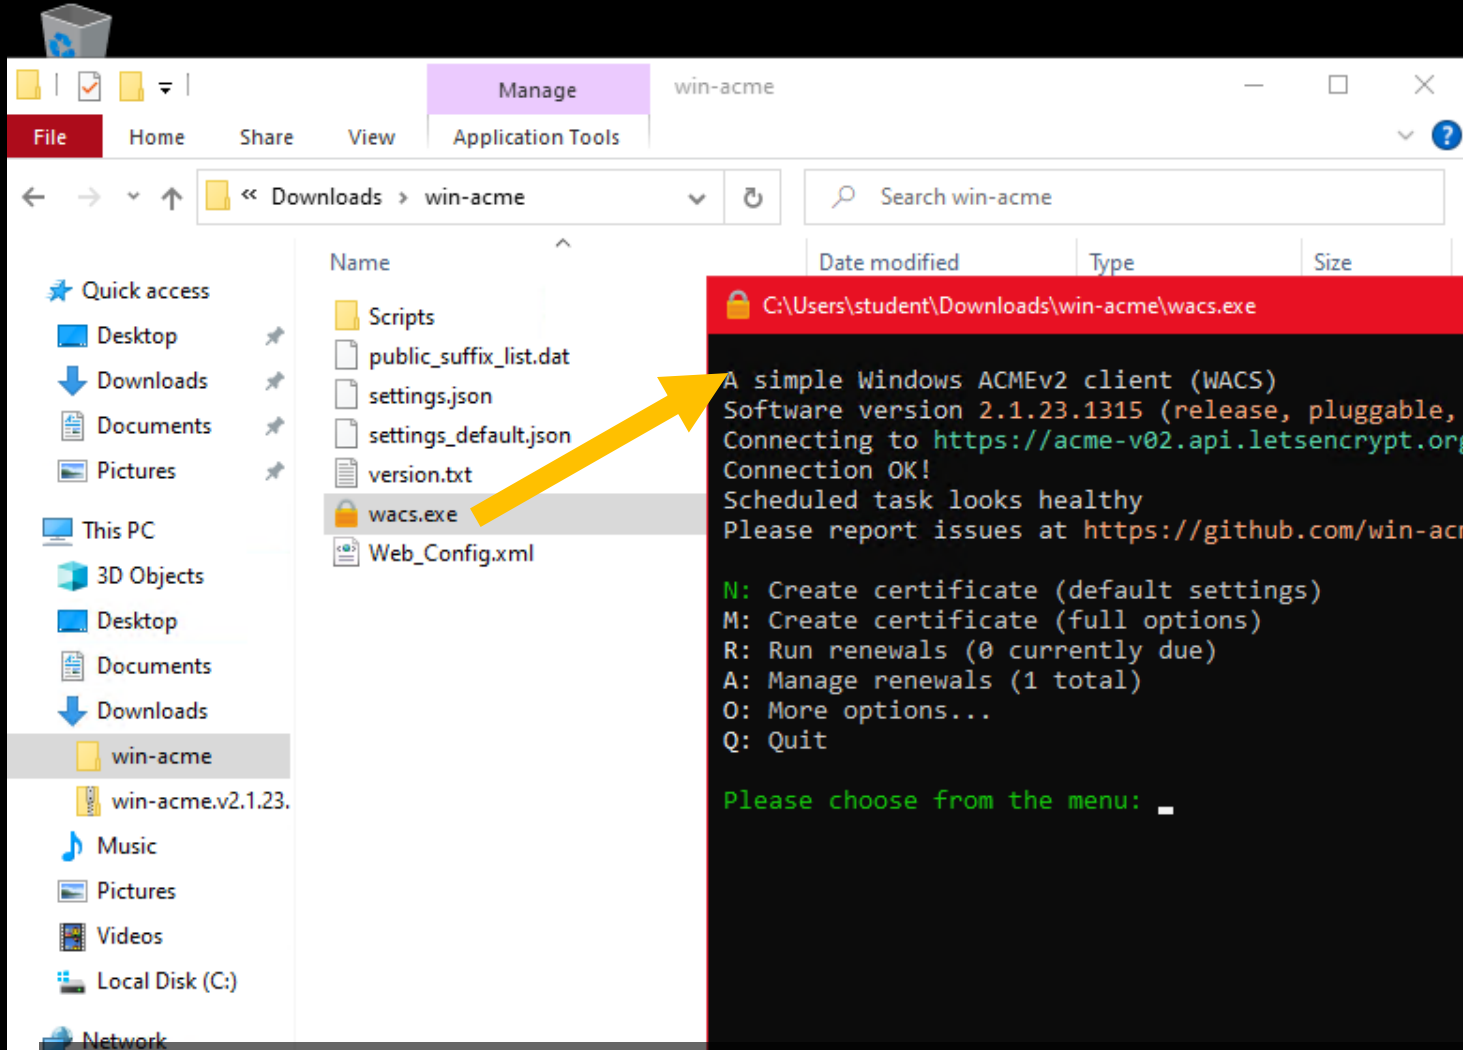 Manage
win-acme
File
Home
Share
View
Application Tools
?
« Downloads › win-acme
Search win-acme
Name
Date modified
Type
Size
Quick access
Desktop
Downloads
Documents
Pictures
This PC
3D Objects
Desktop
Documents
Downloads
win-acme
win-acme.v2.1.23.
Music
Pictures
Videos
Local Disk (C:)
Network
Scripts
public_suffix_list.dat
settings.json
settings_default.json
version.txt
wacs.exe
Web_Config.xml
C:\Users\student\Downloads\win-acme\wacs.exe
A simple Windows ACMEv2 client (WACS)
Software version 2.1.23.1315 (release, pluggable,
Connecting to https://acme-v02.api.letsencrypt.org
Connection OK!
Scheduled task looks healthy
Please report issues at https://github.com/win-acm
N: Create certificate (default settings)
M: Create certificate (full options)
R: Run renewals (0 currently due)
A: Manage renewals (1 total)
O: More options...
Q: Quit
Please choose from the menu: